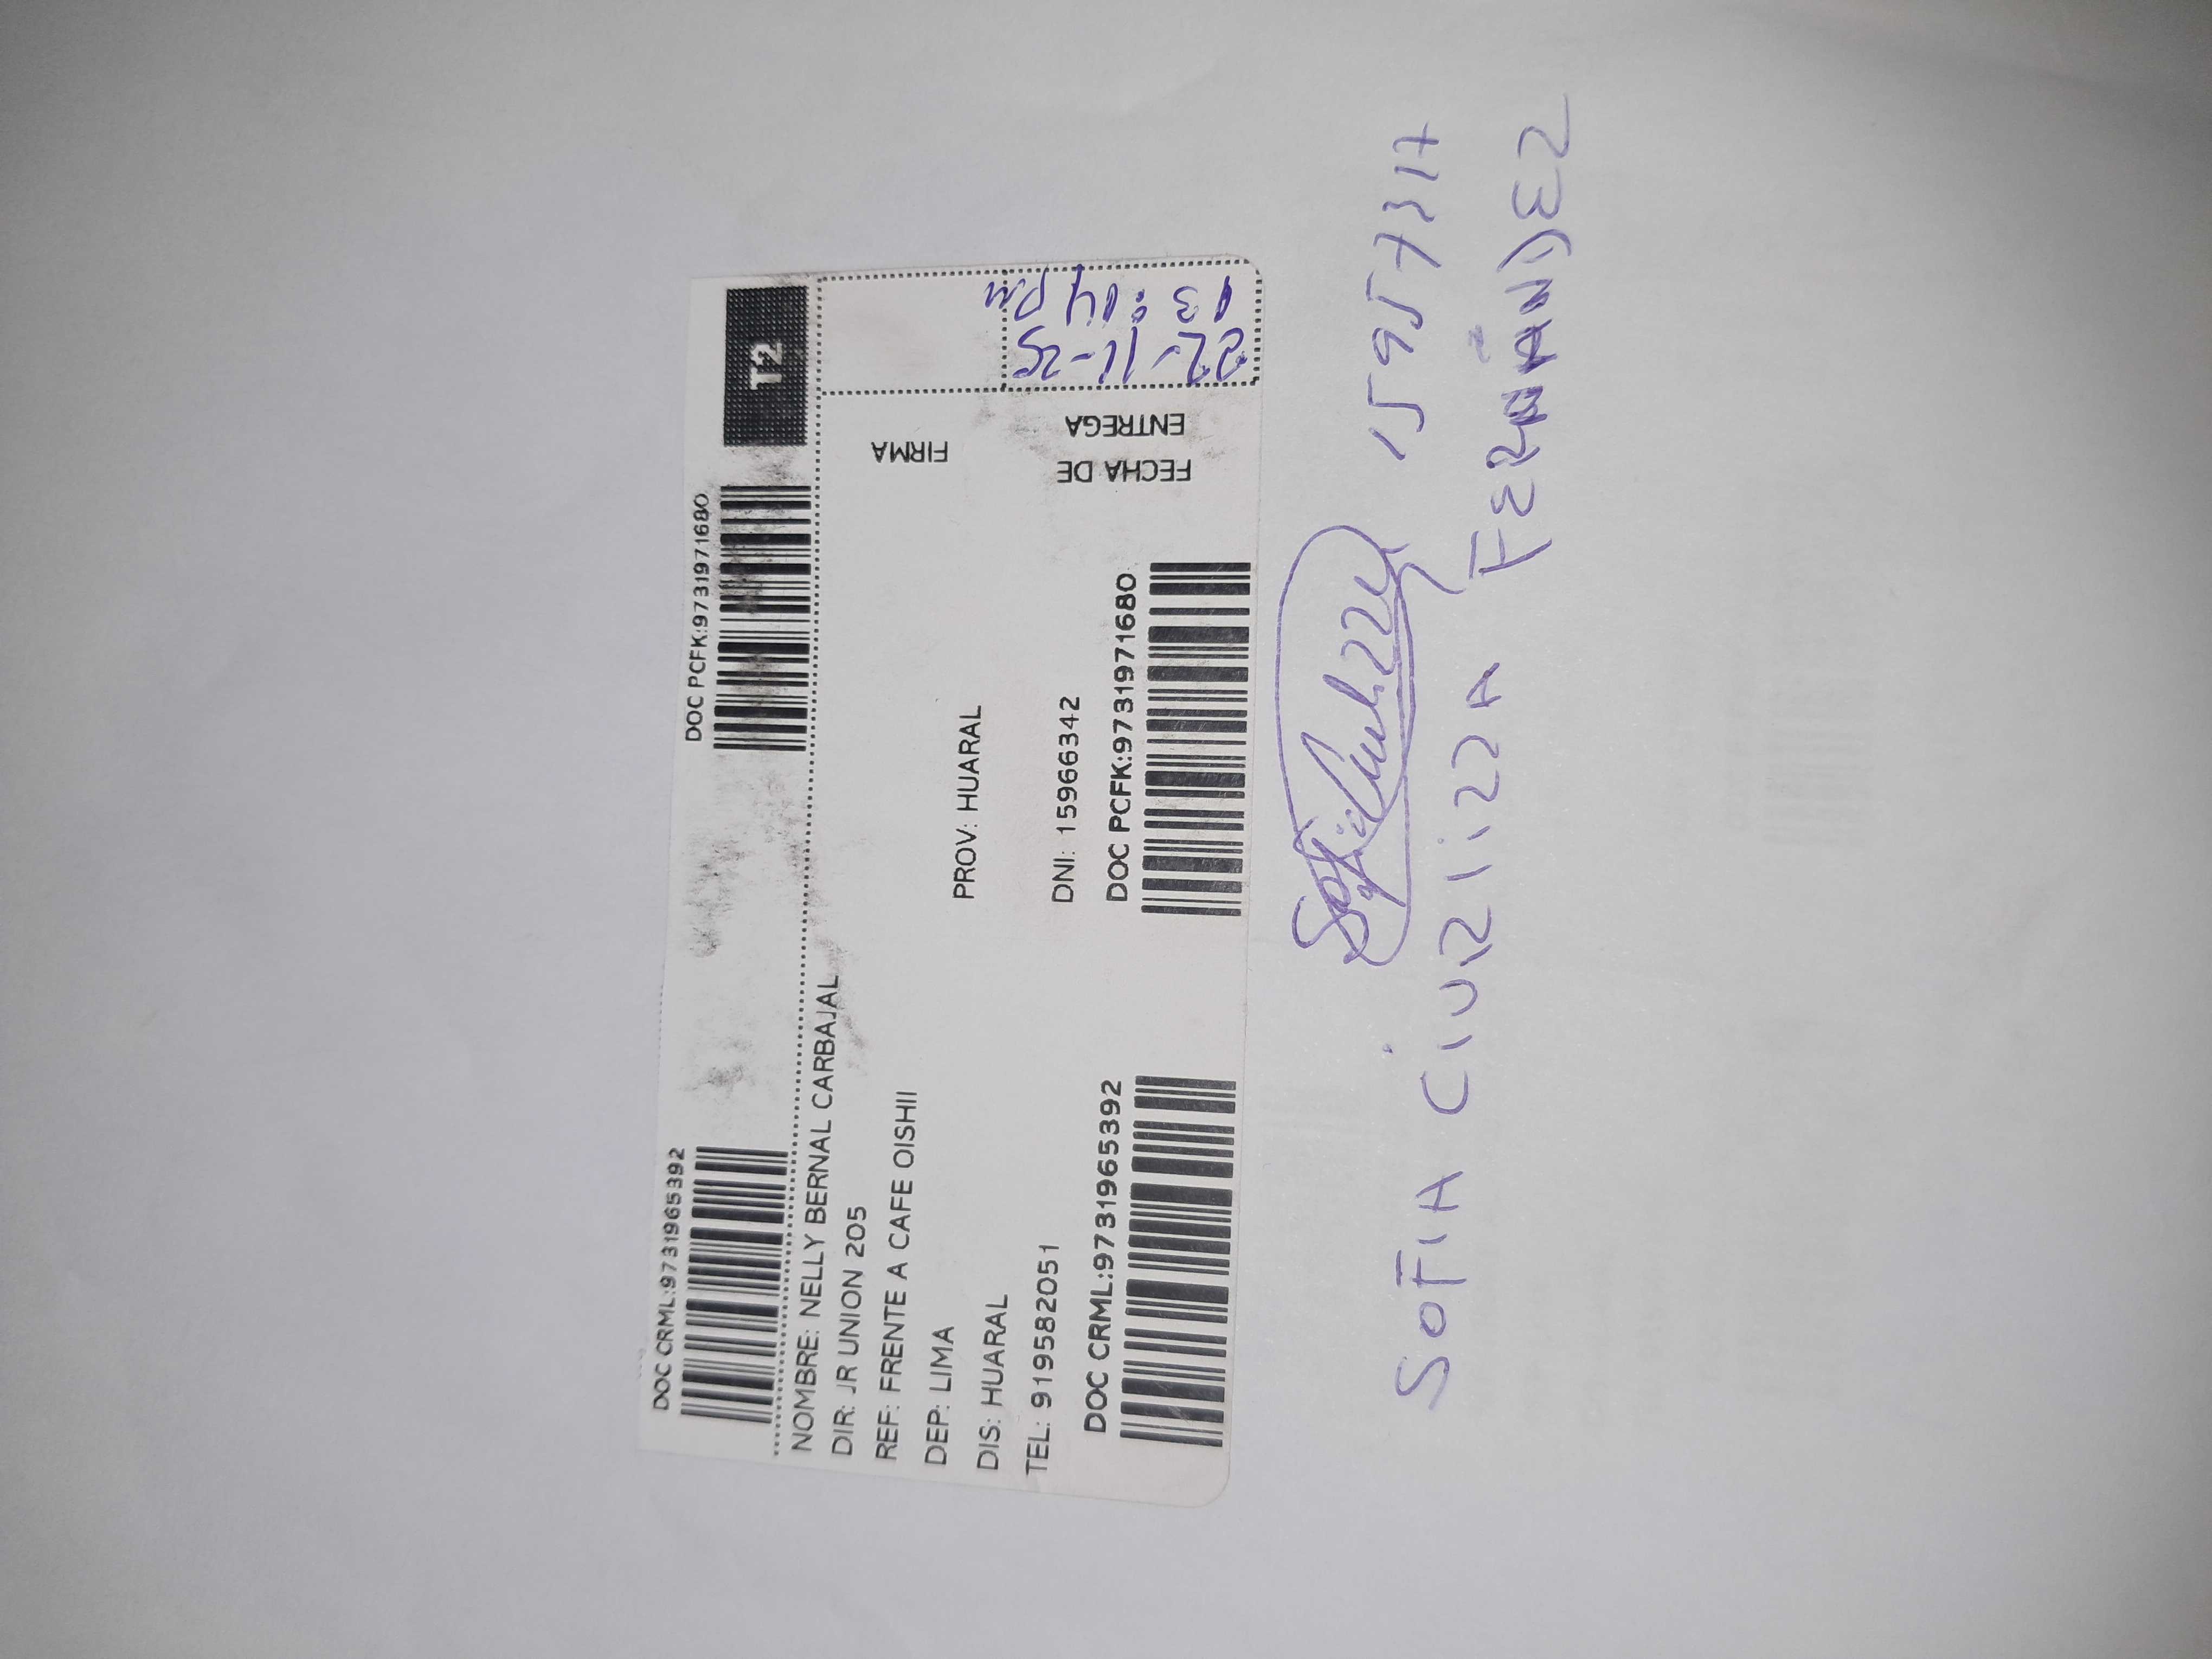 DOC CRML:9731965392
DOC PCFK:9731971680
T2
NOMBRE: NELLY BERNAL CARBAJAL
DIR: JR UNION 205
REF: FRENTE A CAFE OISHII
DEP: LIMA
PROV: HUARAL
DIS: HUARAL
TEL: 919582051
DNI: 15966342
DOC CRML:9731965392
DOC PCFK:9731971680
FIRMA
FECHA DE
ENTREGA
22-11-25
13:14 PM
SOFIA CIURLIZZA FERNANDEZ